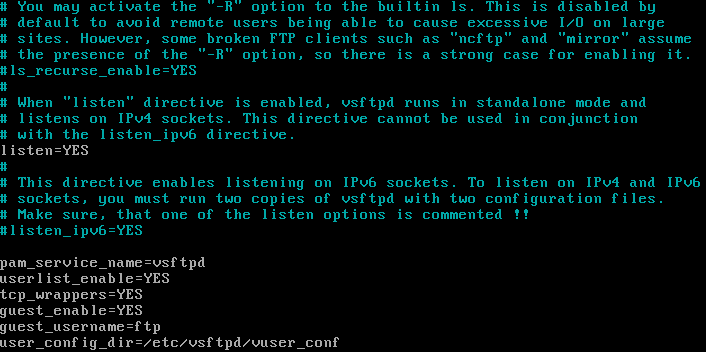 # You may activate the "-R" option to the builtin ls. This is disabled by
# default to avoid remote users being able to cause excessive I/O on large
# sites. However, some broken FTP clients such as "ncftp" and "mirror" assume
# the presence of the "-R" option, so there is a strong case for enabling it.
#ls_recurse_enable=YES
#
# When "listen" directive is enabled, vsftpd runs in standalone mode and
# listens on IPv4 sockets. This directive cannot be used in conjunction
# with the listen_ipv6 directive.
listen=YES
#
# This directive enables listening on IPv6 sockets. To listen on IPv4 and IPv6
# sockets, you must run two copies of vsftpd with two configuration files.
# Make sure, that one of the listen options is commented !!
#listen_ipv6=YES

pam_service_name=vsftpd
userlist_enable=YES
tcp_wrappers=YES
guest_enable=YES
guest_username=ftp
user_config_dir=/etc/vsftpd/vuser_conf